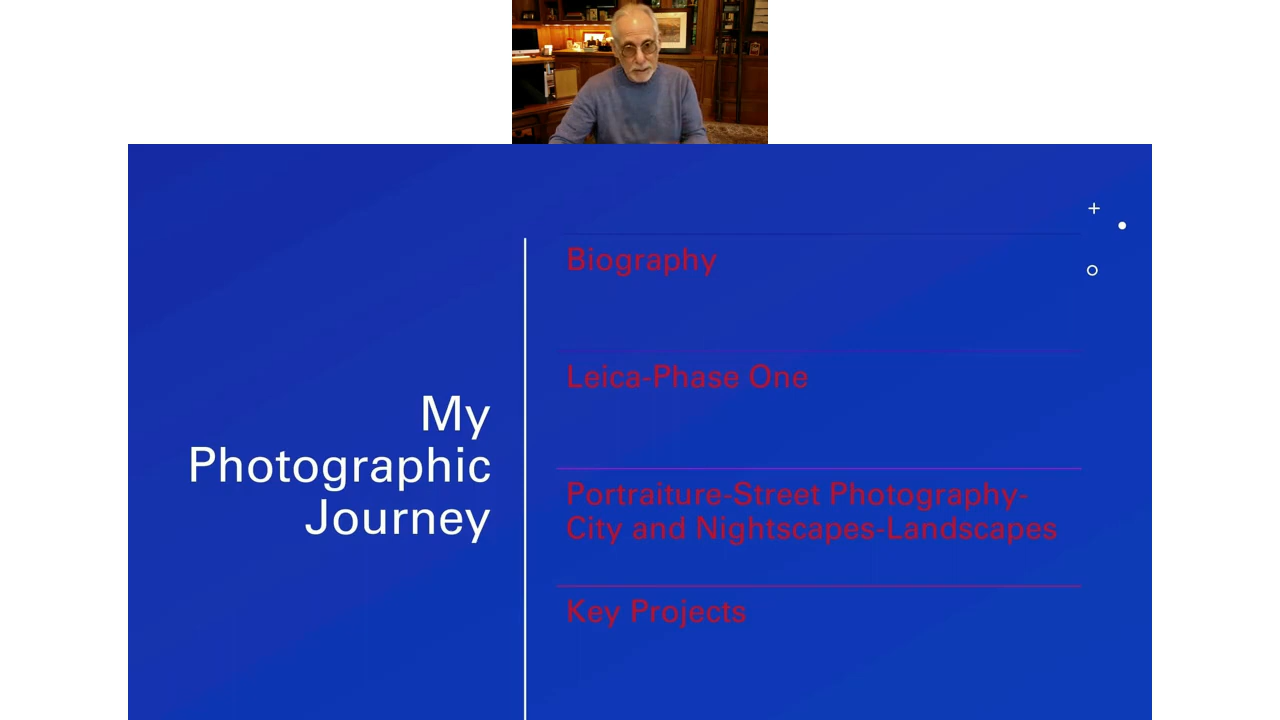 My
Photographic
Journey
Biography
Leica-Phase One
Portraiture-Street Photography-
City and Nightscapes-Landscapes
Key Projects